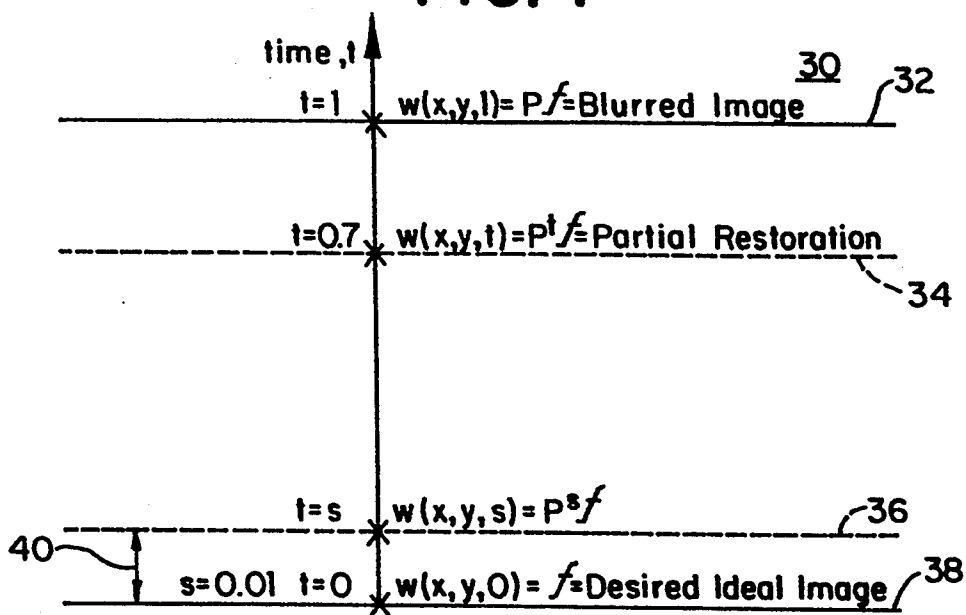 time,t
30
32
t=1 w(x,y,1)=Pf=Blurred Image
t=0.7 w(x,y,t)=P^t f=Partial Restoration
34
t=s w(x,y,s)=P^s f
36
40
s=0.01 t=0 w(x,y,0)=f=Desired Ideal Image
38